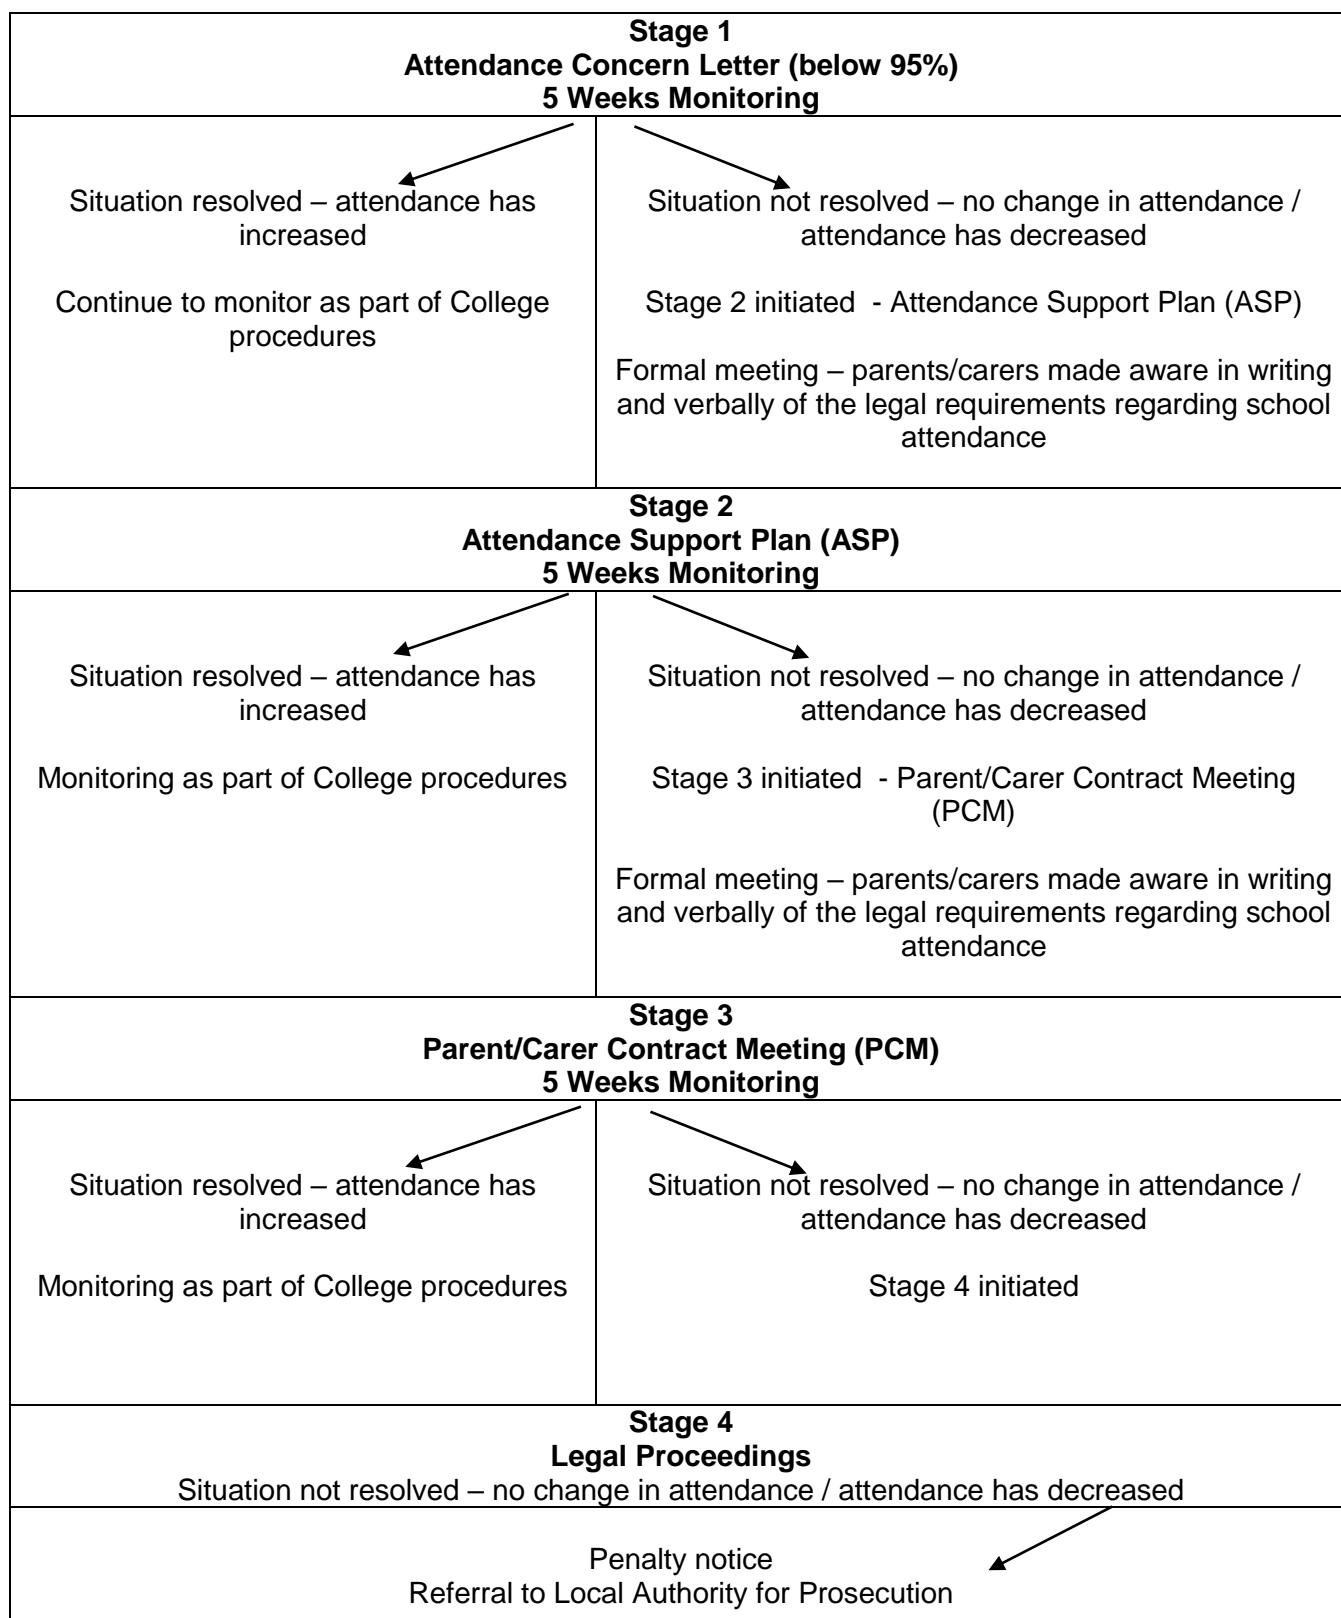 Stage 1
Attendance Concern Letter (below 95%)
5 Weeks Monitoring
Situation resolved – attendance has
increased
Continue to monitor as part of College
procedures
Situation not resolved – no change in attendance /
attendance has decreased
Stage 2 initiated  - Attendance Support Plan (ASP)
Formal meeting – parents/carers made aware in writing
and verbally of the legal requirements regarding school
attendance
Stage 2
Attendance Support Plan (ASP)
5 Weeks Monitoring
Situation resolved – attendance has
increased
Monitoring as part of College procedures
Situation not resolved – no change in attendance /
attendance has decreased
Stage 3 initiated  - Parent/Carer Contract Meeting
(PCM)
Formal meeting – parents/carers made aware in writing
and verbally of the legal requirements regarding school
attendance
Stage 3
Parent/Carer Contract Meeting (PCM)
5 Weeks Monitoring
Situation resolved – attendance has
increased
Monitoring as part of College procedures
Situation not resolved – no change in attendance /
attendance has decreased
Stage 4 initiated
Stage 4
Legal Proceedings
Situation not resolved – no change in attendance / attendance has decreased
Penalty notice
Referral to Local Authority for Prosecution